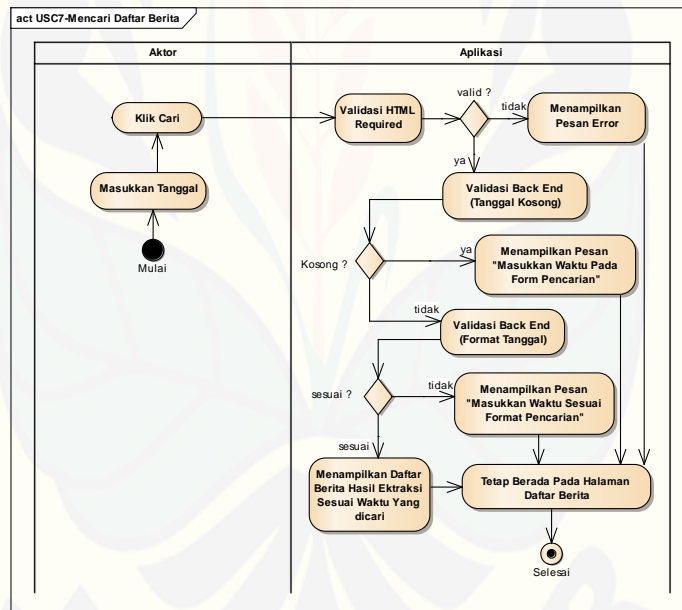 act USC7-Mencari Daftar Berita
Aktor
Aplikasi
Klik Cari
Masukkan Tanggal
Mulai
Validasi HTML
Required
valid ?
tidak
Menampilkan
Pesan Error
ya
Validasi Back End
(Tanggal Kosong)
Kosong ?
ya
Menampilkan Pesan
"Masukkan Waktu Pada
Form Pencarian"
tidak
Validasi Back End
(Format Tanggal)
sesuai ?
tidak
Menampilkan Pesan
"Masukkan Waktu Sesuai
Format Pencarian"
sesuai
Menampilkan Daftar
Berita Hasil Ektraksi
Sesuai Waktu Yang
dicari
Tetap Berada Pada Halaman
Daftar Berita
Selesai